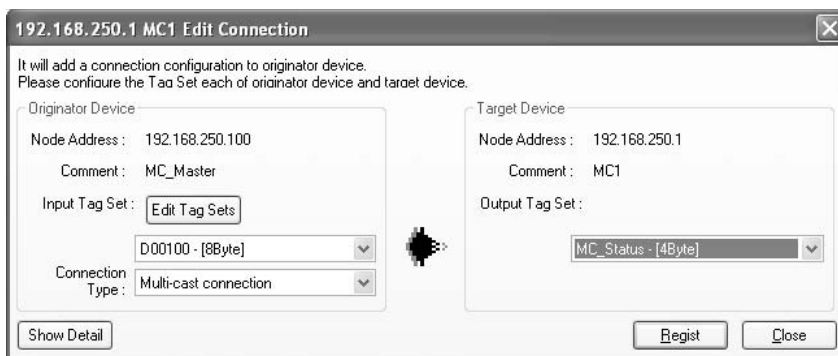 192.168.250.1 MC1 Edit Connection
It will add a connection configuration to originator device.
Please configure the Tag Set each of originator device and target device.
Originator Device
Node Address : 192.168.250.100
Comment : MC_Master
Input Tag Set : Edit Tag Sets
D00100 - [8Byte]
Connection
Type : Multi-cast connection
Target Device
Node Address : 192.168.250.1
Comment : MC1
Output Tag Set :
MC_Status - [4Byte]
Show Detail
Regist
Close